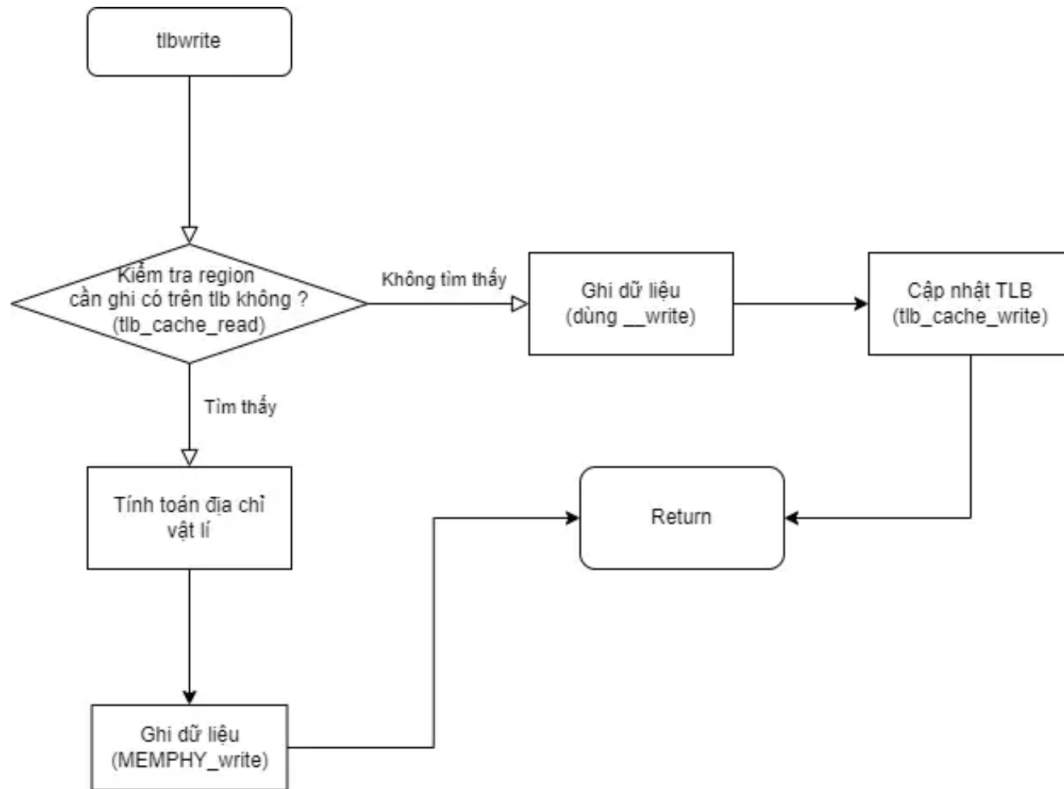 tlbwrite
Kiểm tra region
cần ghi có trên tlb không ?
(tlb_cache_read)
Không tìm thấy
Ghi dữ liệu
(dùng __write)
Cập nhật TLB
(tlb_cache_write)
Tìm thấy
Tính toán địa chỉ
vật lí
Return
Ghi dữ liệu
(MEMPHY_write)